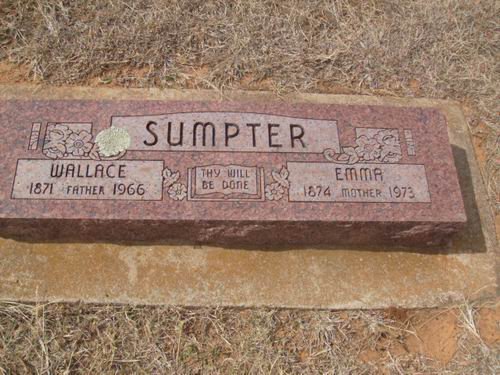 SUMPTER
WALLACE
1871 FATHER 1966
THY WILL
BE DONE
EMMA
1874 MOTHER 1973